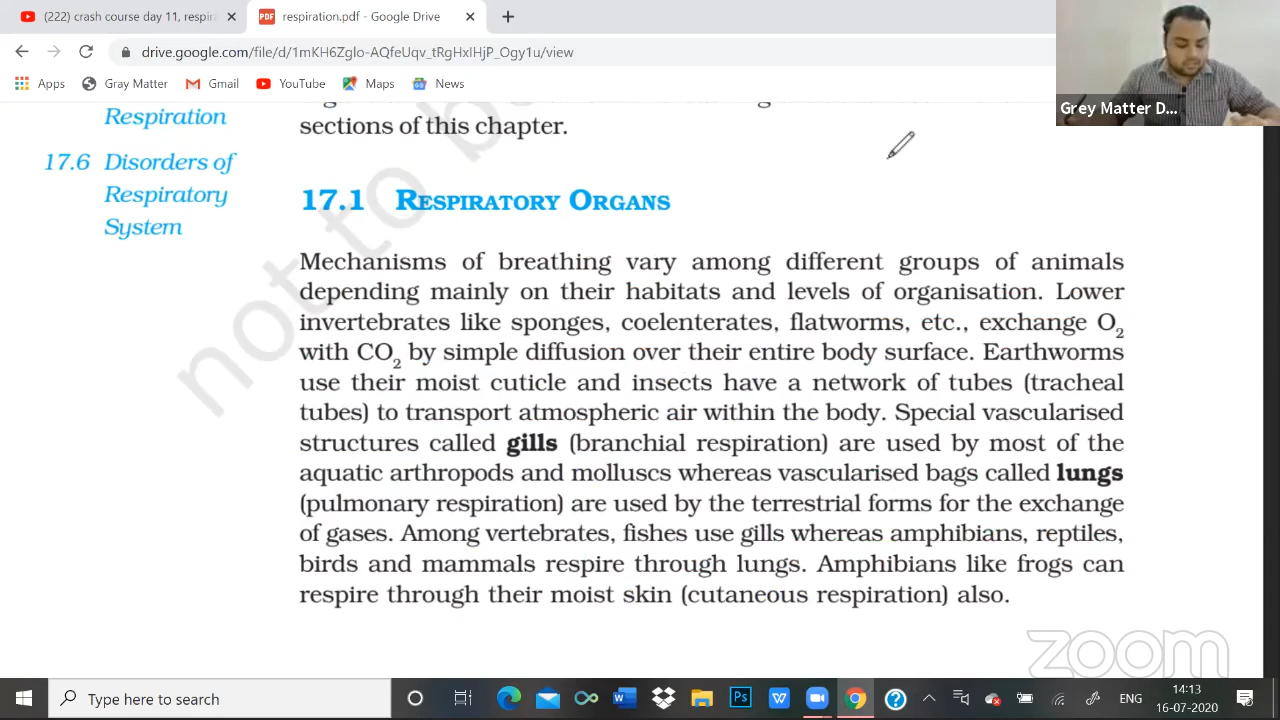 (222) crash course day 11, respira
respiration.pdf - Google Drive
drive.google.com/file/d/1mKH6Zglo-AQfeUqv_tRgHxlHjP_Ogy1u/view
Apps Gray Matter Gmail YouTube Maps News
Grey Matter D...
Respiration
17.6 Disorders of
Respiratory
System
sections of this chapter.
17.1 RESPIRATORY ORGANS
Mechanisms of breathing vary among different groups of animals
depending mainly on their habitats and levels of organisation. Lower
invertebrates like sponges, coelenterates, flatworms, etc., exchange O2
with CO2 by simple diffusion over their entire body surface. Earthworms
use their moist cuticle and insects have a network of tubes (tracheal
tubes) to transport atmospheric air within the body. Special vascularised
structures called gills (branchial respiration) are used by most of the
aquatic arthropods and molluscs whereas vascularised bags called lungs
(pulmonary respiration) are used by the terrestrial forms for the exchange
of gases. Among vertebrates, fishes use gills whereas amphibians, reptiles,
birds and mammals respire through lungs. Amphibians like frogs can
respire through their moist skin (cutaneous respiration) also.
not to be
zoom
Type here to search
ENG
14:13
16-07-2020